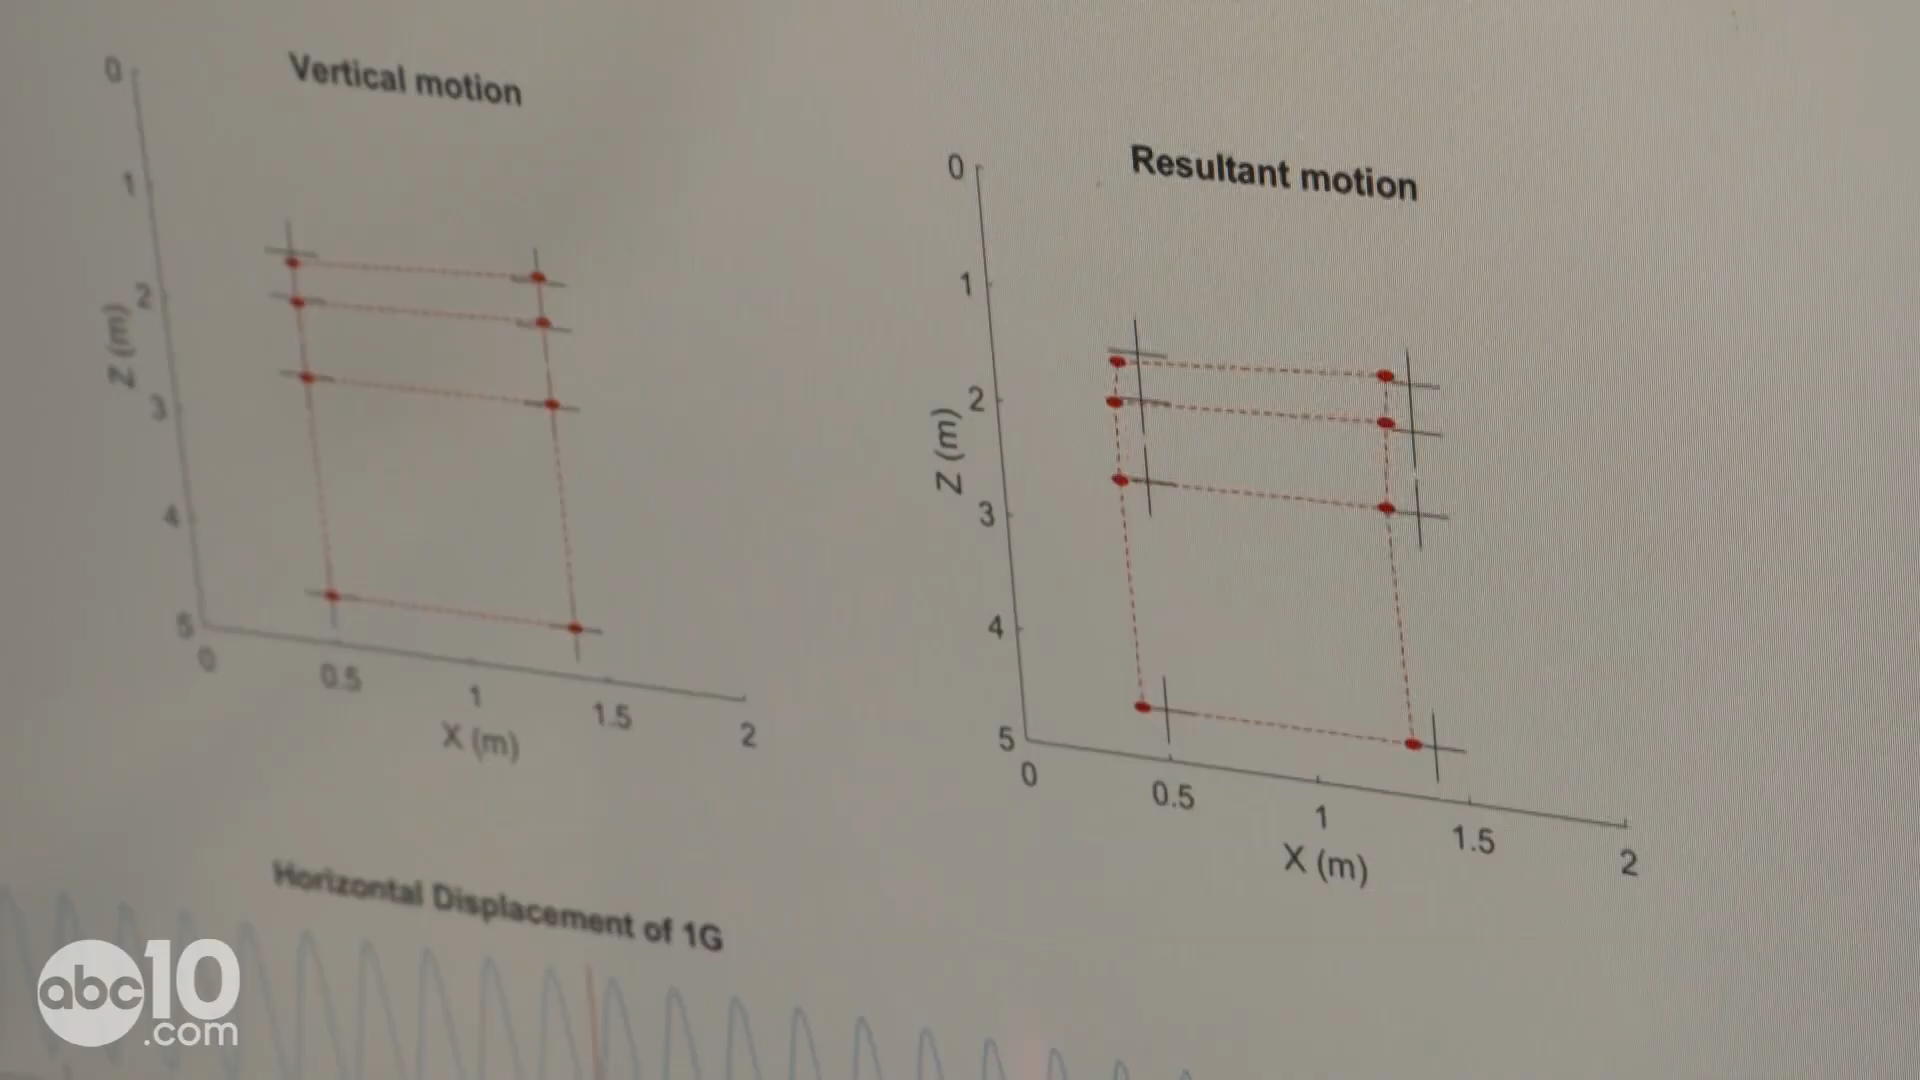 Vertical motion
0
1
2
3
4
5
Z (m)
0
0.5
1
1.5
2
X (m)
Resultant motion
0
1
2
3
4
5
Z (m)
0
0.5
1
1.5
2
X (m)
Horizontal Displacement of 1G
abc10
.com